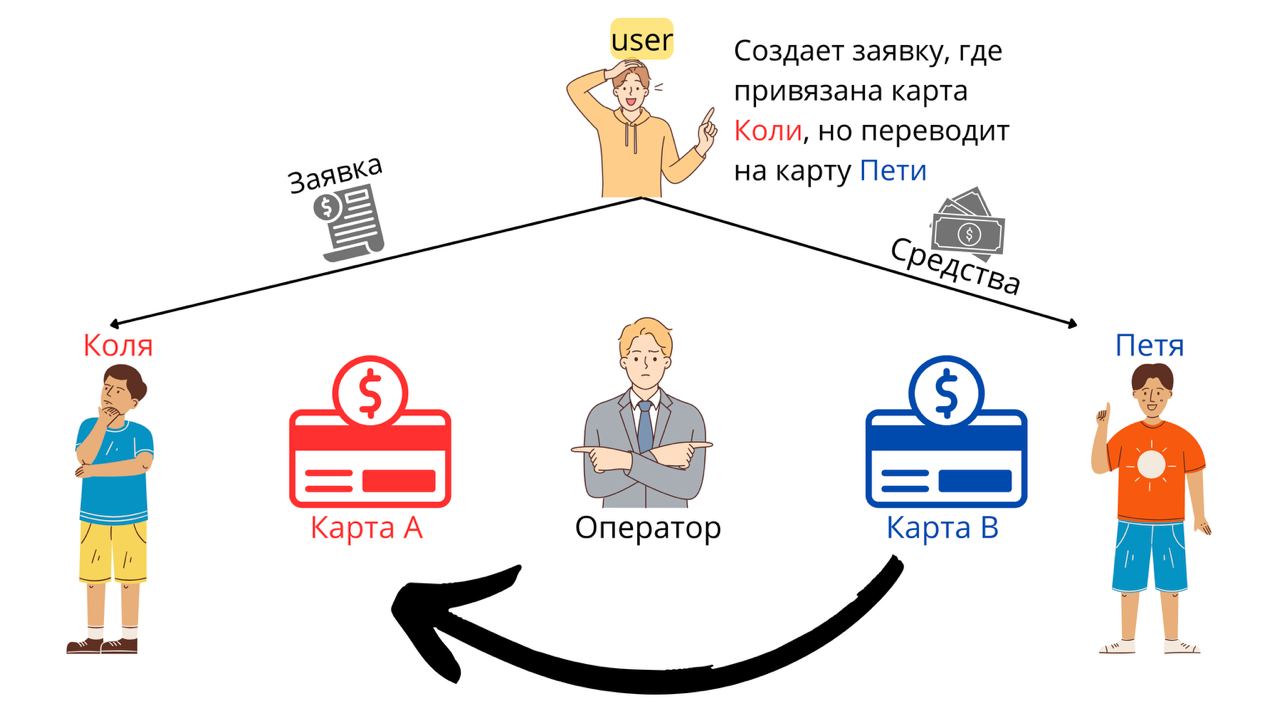 user
Создает заявку, где
привязана карта
Коли, но переводит
на карту Пети
Заявка
Средства
Коля
Петя
Карта А
Оператор
Карта В